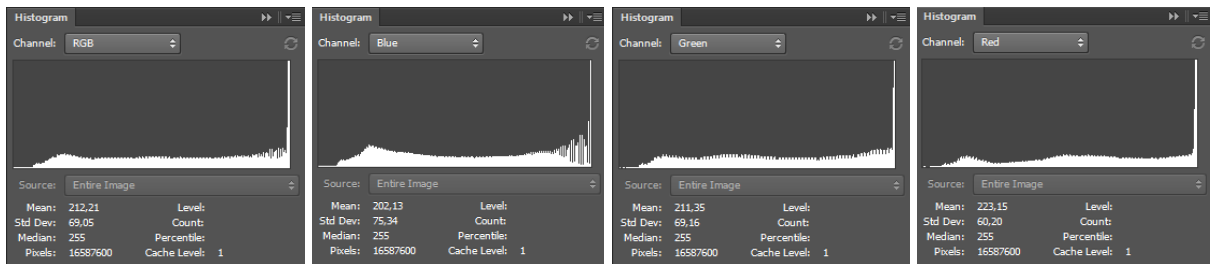 Histogram
Channel: RGB
Source: Entire Image
Mean: 212,21 Level:
Std Dev: 69,05 Count:
Median: 255 Percentile:
Pixels: 16587600 Cache Level: 1
Histogram
Channel: Blue
Source: Entire Image
Mean: 202,13 Level:
Std Dev: 75,34 Count:
Median: 255 Percentile:
Pixels: 16587600 Cache Level: 1
Histogram
Channel: Green
Source: Entire Image
Mean: 211,35 Level:
Std Dev: 69,16 Count:
Median: 255 Percentile:
Pixels: 16587600 Cache Level: 1
Histogram
Channel: Red
Source: Entire Image
Mean: 223,15 Level:
Std Dev: 60,20 Count:
Median: 255 Percentile:
Pixels: 16587600 Cache Level: 1